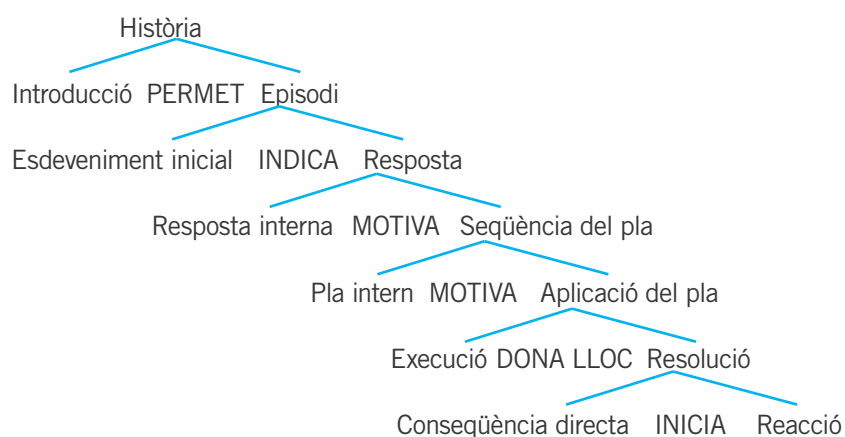 Història
Introducció PERMET Episodi
Esdeveniment inicial INDICA Resposta
Resposta interna MOTIVA Seqüència del pla
Pla intern MOTIVA Aplicació del pla
Execució DONA LLOC Resolució
Conseqüència directa INICIA Reacció